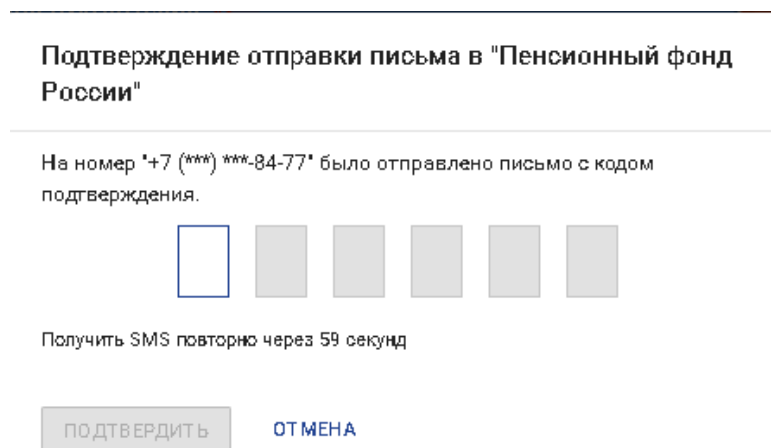 Подтверждение отправки письма в "Пенсионный фонд
России"
На номер "+7 (***) ***-84-77" было отправлено письмо с кодом
подтверждения.
Получить SMS повторно через 59 секунд
ПОДТВЕРДИТЬ ОТМЕНА